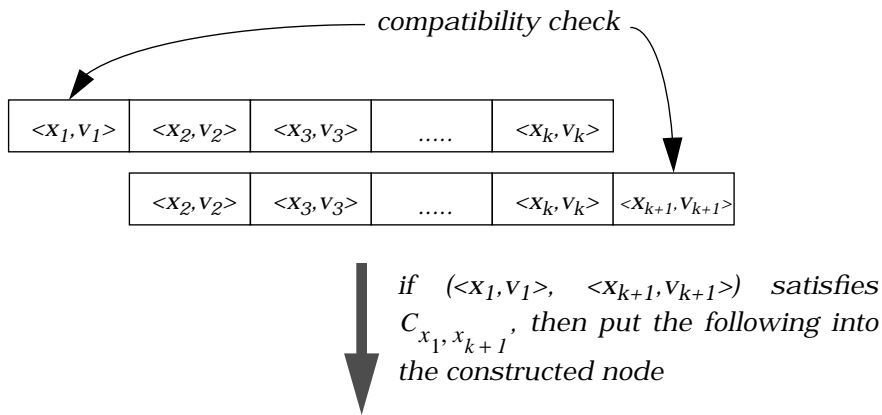 compatibility check
<x1,v1> <x2,v2> <x3,v3> ..... <xk,vk>
<x2,v2> <x3,v3> ..... <xk,vk> <xk+1,vk+1>
if (<x1,v1>, <xk+1,vk+1>) satisfies
Cx1, xk+1, then put the following into
the constructed node